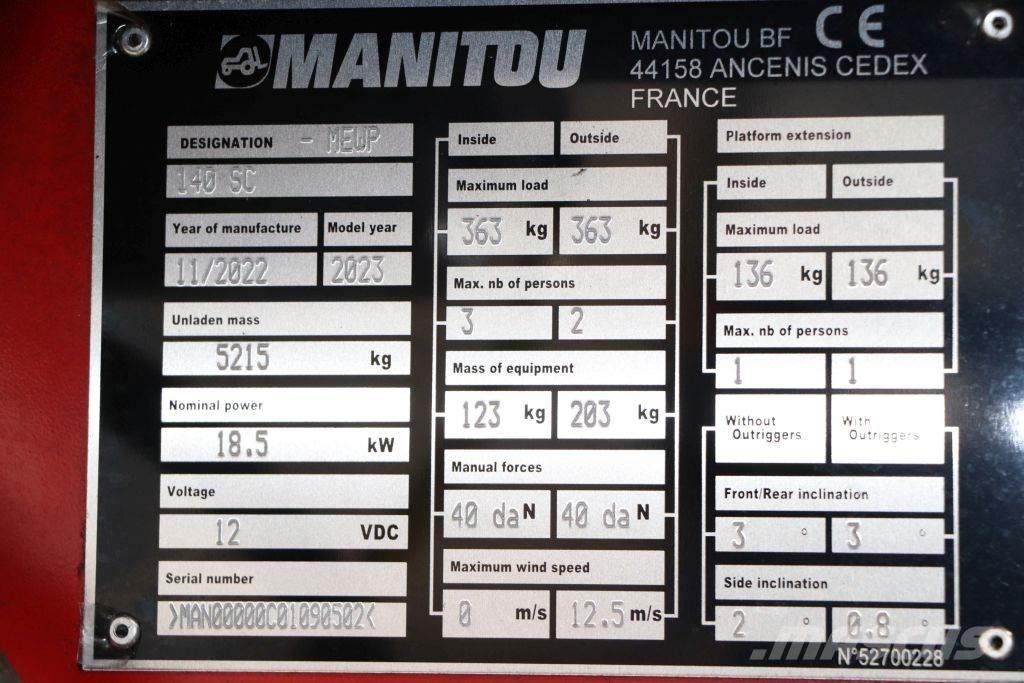 MANITOU
MANITOU BF CE
44158 ANCENIS CEDEX
FRANCE
DESIGNATION - MEWP
140 SC
Year of manufacture Model year
11/2022 2023
Unladen mass
5215 kg
Nominal power
18.5 kW
Voltage
12 VDC
Serial number
>MAN00000C01090502<
Inside Outside
Maximum load
363 kg 363 kg
Max. nb of persons
3 2
Mass of equipment
123 kg 203 kg
Manual forces
40 da N 40 da N
Maximum wind speed
0 m/s 12.5 m/s
Platform extension
Inside Outside
Maximum load
136 kg 136 kg
Max. nb of persons
1 1
Without With
Outriggers Outriggers
Front/Rear inclination
3 ° 3 °
Side inclination
2 ° 0.8 °
N°52700228
MASCUS